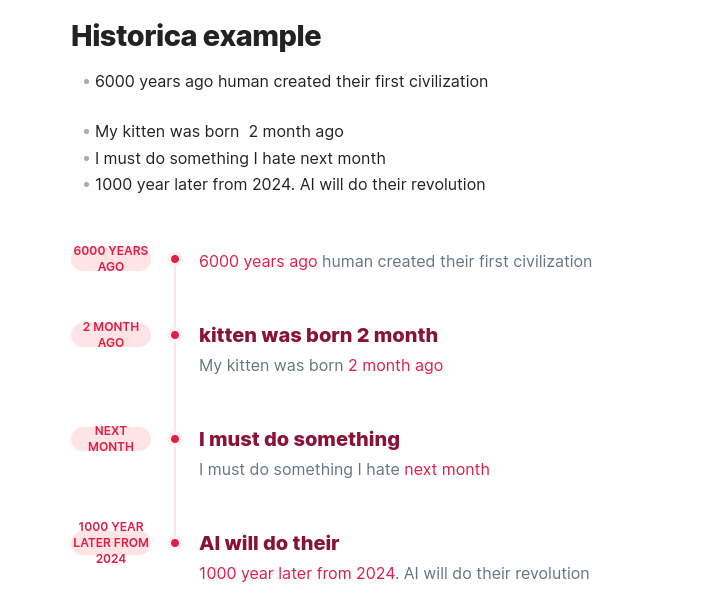 Historica example
6000 years ago human created their first civilization
My kitten was born  2 month ago
I must do something I hate next month
1000 year later from 2024. AI will do their revolution
6000 YEARS
AGO
6000 years ago human created their first civilization
2 MONTH
AGO
kitten was born 2 month
My kitten was born 2 month ago
NEXT
MONTH
I must do something
I must do something I hate next month
1000 YEAR
LATER FROM
2024
AI will do their
1000 year later from 2024. AI will do their revolution